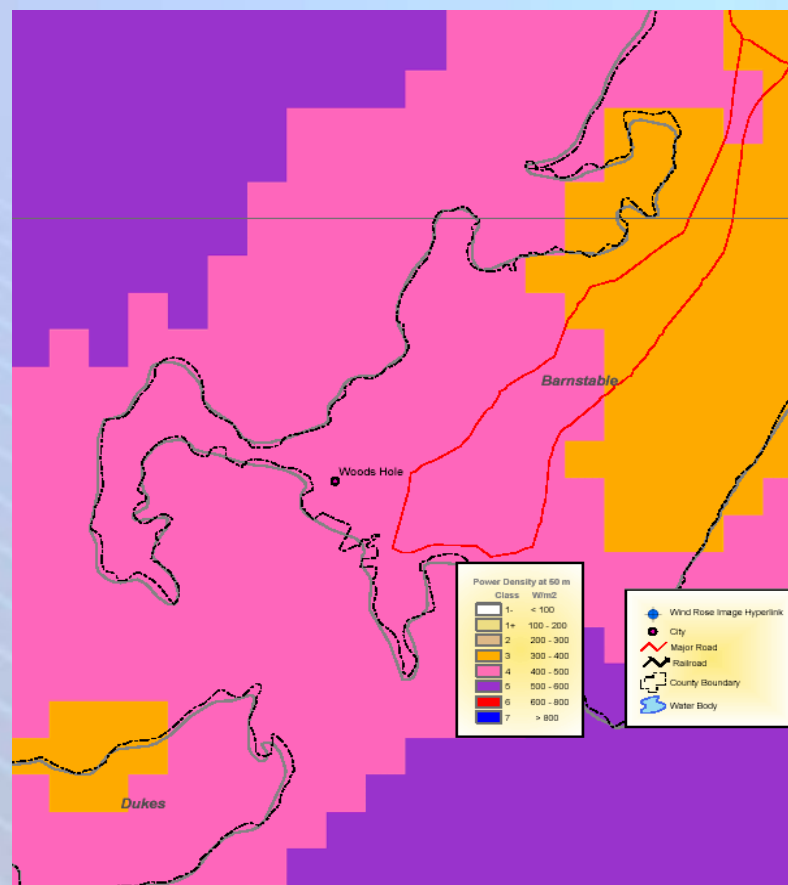 Barnstable
Woods Hole
Power Density at 50 m
Class W/m2
1- < 100
1+ 100 - 200
2 200 - 300
3 300 - 400
4 400 - 500
5 500 - 600
6 600 - 800
7 > 800
Wind Rose Image Hyperlink
City
Major Road
Railroad
County Boundary
Water Body
Dukes